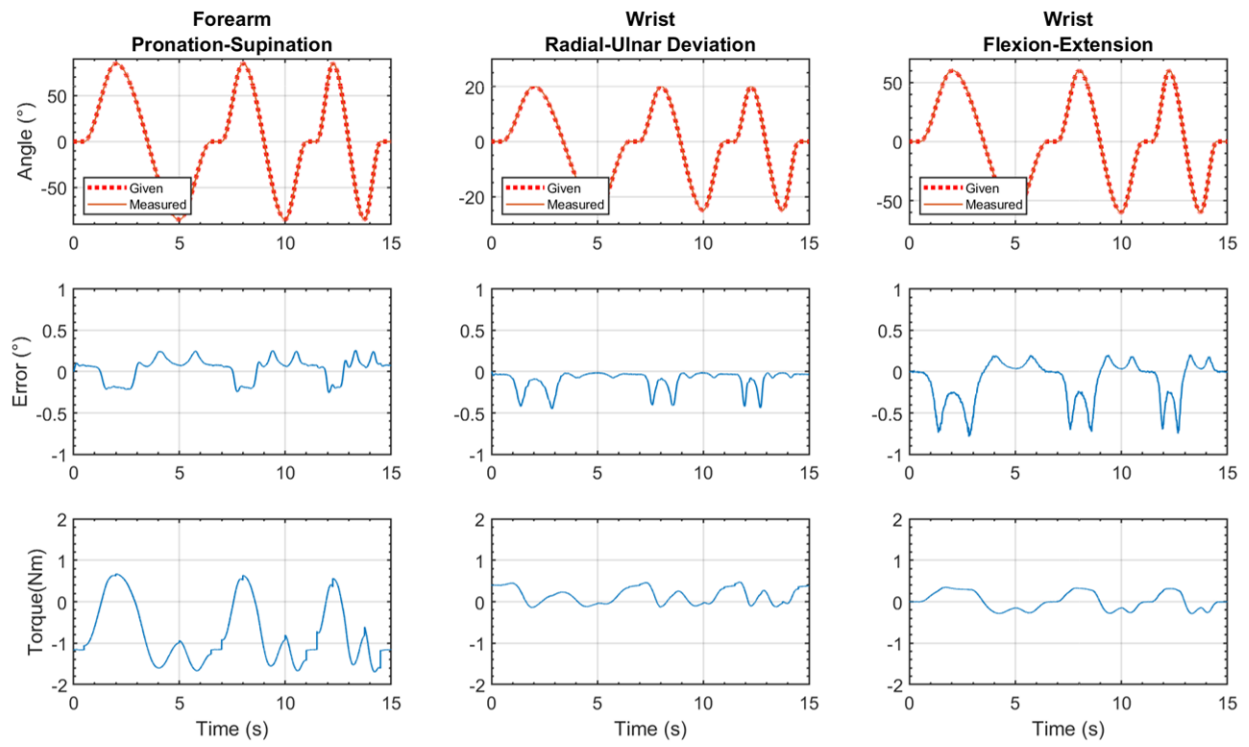 Forearm
Pronation-Supination
Wrist
Radial-Ulnar Deviation
Wrist
Flexion-Extension
Angle (°)
50
0
-50
Given
Measured
0 5 10 15
20
0
-20
Given
Measured
0 5 10 15
50
0
-50
Given
Measured
0 5 10 15
Error (°)
1
0.5
0
-0.5
-1
0 5 10 15
1
0.5
0
-0.5
-1
0 5 10 15
1
0.5
0
-0.5
-1
0 5 10 15
Torque(Nm)
2
1
0
-1
-2
0 5 10 15
Time (s)
2
1
0
-1
-2
0 5 10 15
Time (s)
2
1
0
-1
-2
0 5 10 15
Time (s)